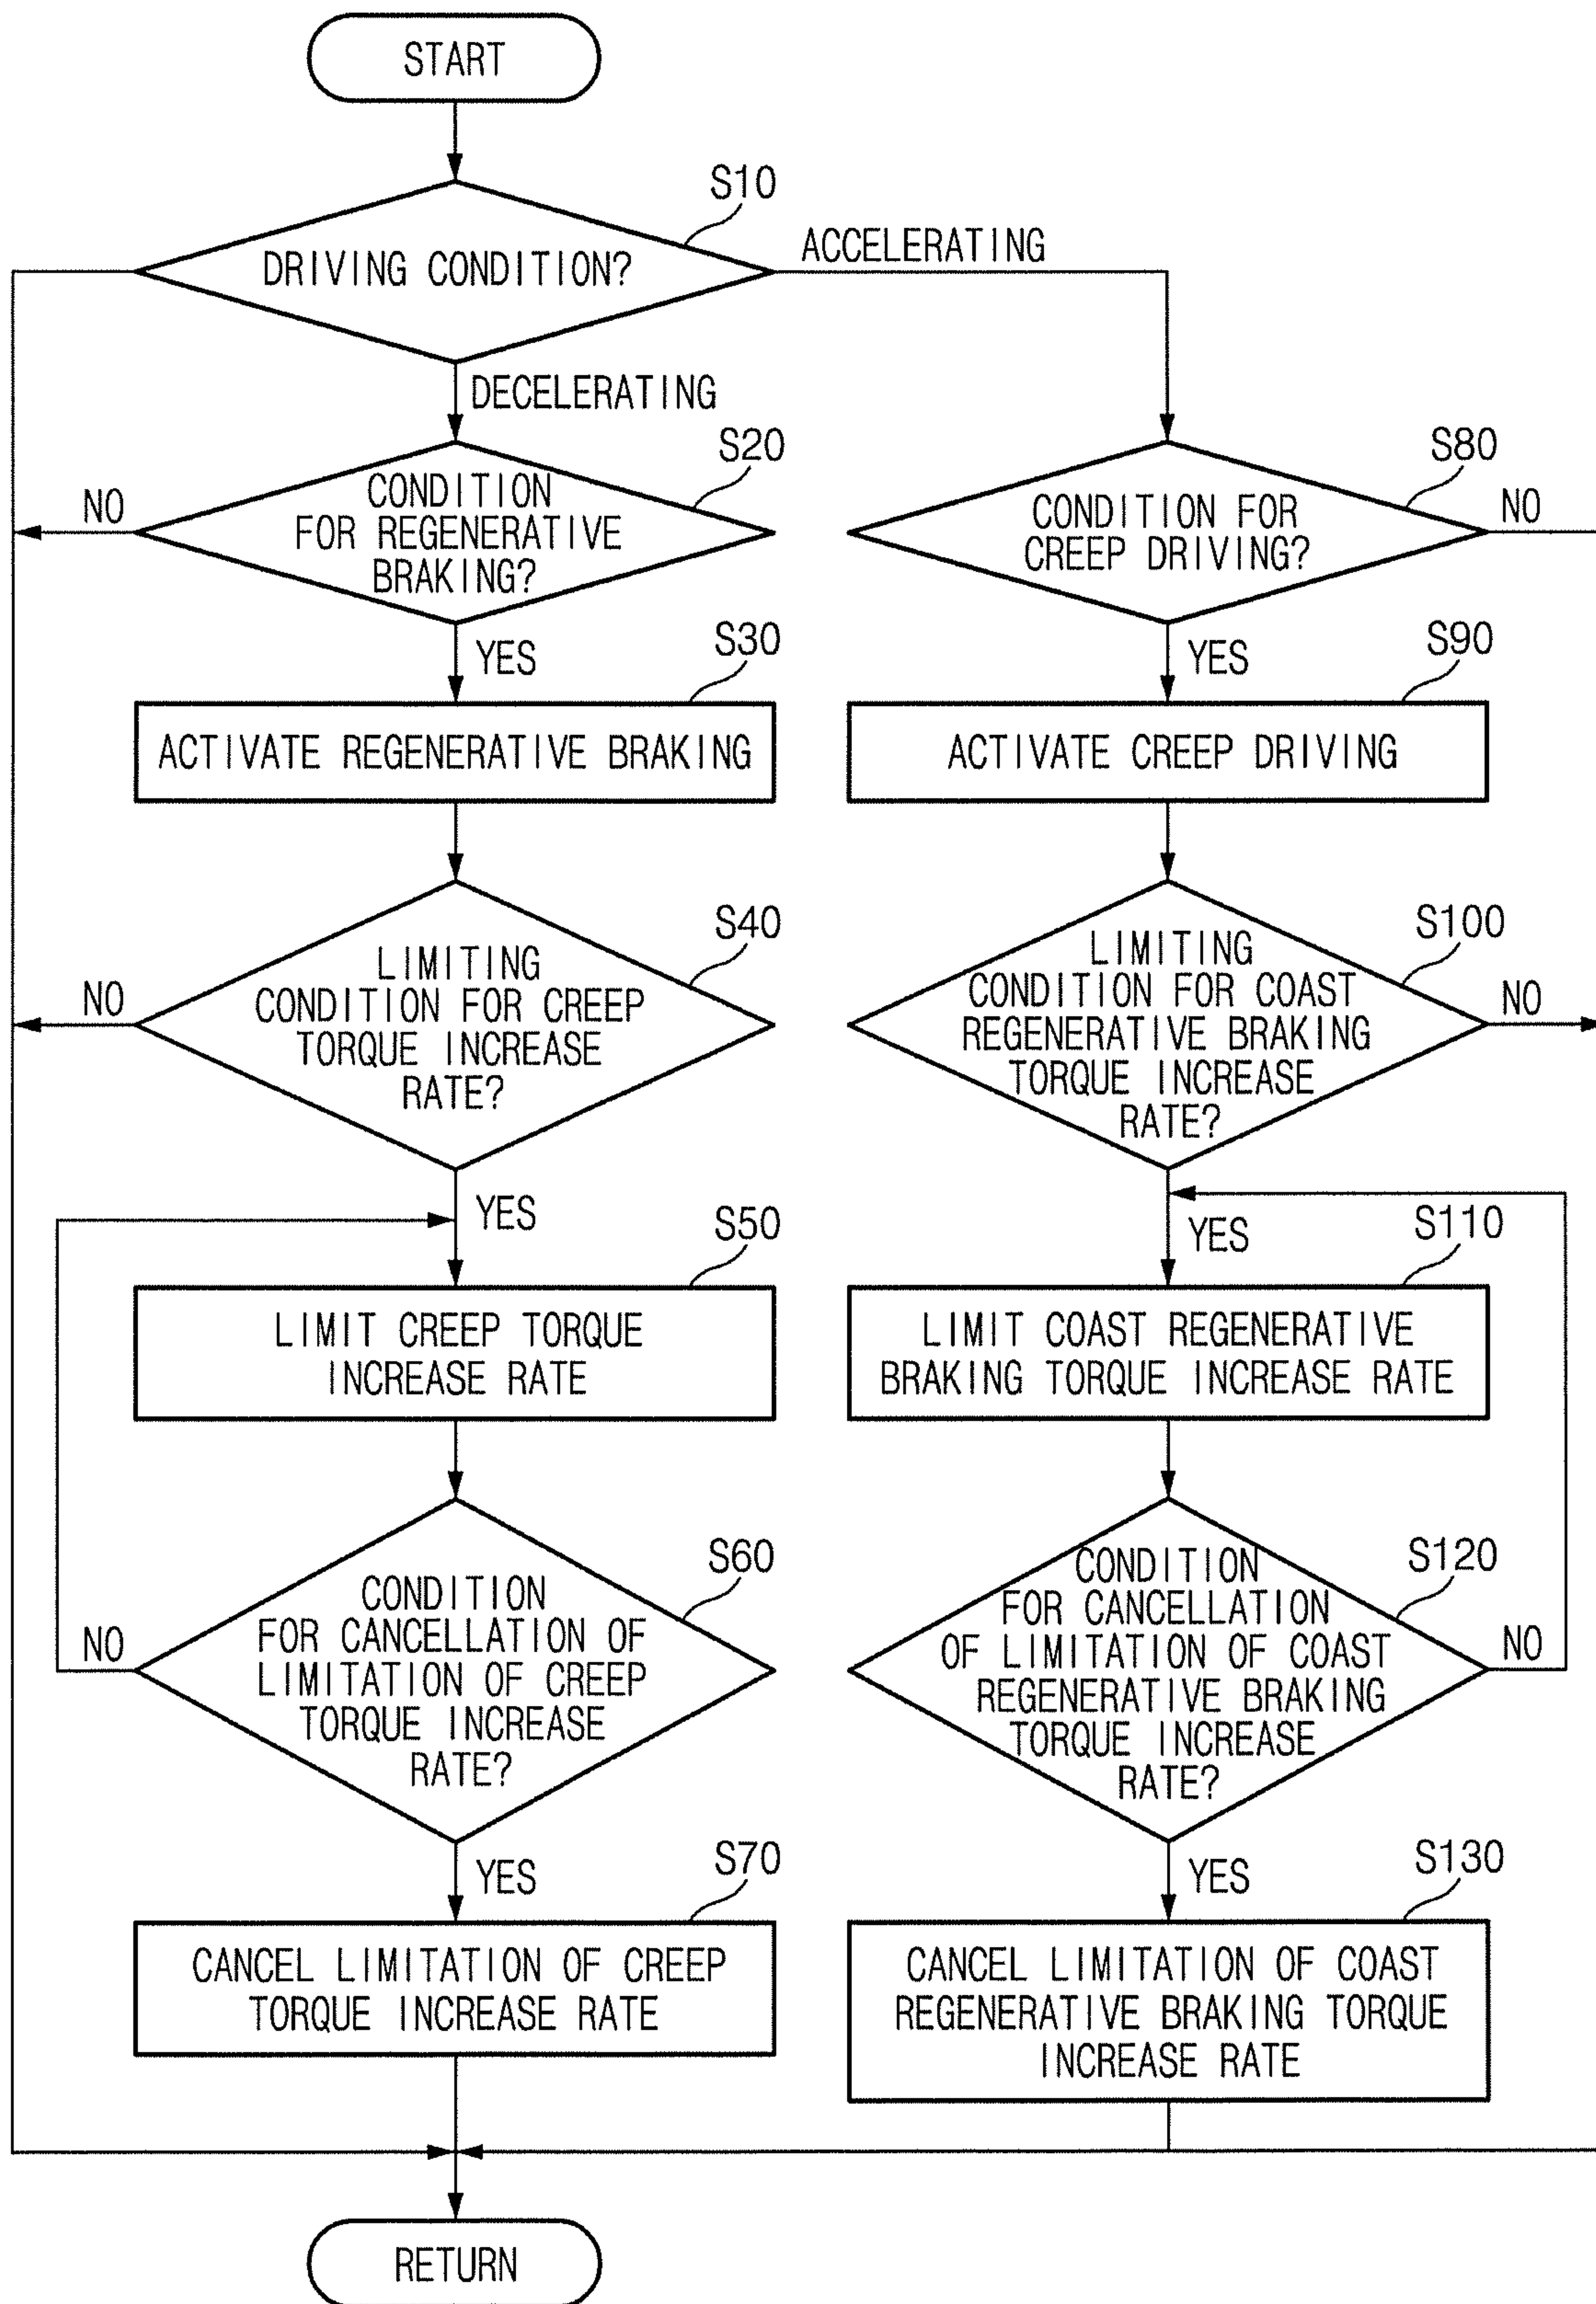 START
S10
DRIVING CONDITION?
ACCELERATING
DECELERATING
S20
CONDITION
FOR REGENERATIVE
BRAKING?
NO
YES
S30
ACTIVATE REGENERATIVE BRAKING
S40
LIMITING
CONDITION FOR CREEP
TORQUE INCREASE
RATE?
NO
YES
S50
LIMIT CREEP TORQUE
INCREASE RATE
S60
CONDITION
FOR CANCELLATION OF
LIMITATION OF CREEP
TORQUE INCREASE
RATE?
NO
YES
S70
CANCEL LIMITATION OF CREEP
TORQUE INCREASE RATE
S80
CONDITION FOR
CREEP DRIVING?
NO
YES
S90
ACTIVATE CREEP DRIVING
S100
LIMITING
CONDITION FOR COAST
REGENERATIVE BRAKING
TORQUE INCREASE
RATE?
NO
YES
S110
LIMIT COAST REGENERATIVE
BRAKING TORQUE INCREASE RATE
S120
CONDITION
FOR CANCELLATION
OF LIMITATION OF COAST
REGENERATIVE BRAKING
TORQUE INCREASE
RATE?
NO
YES
S130
CANCEL LIMITATION OF COAST
REGENERATIVE BRAKING TORQUE
INCREASE RATE
RETURN